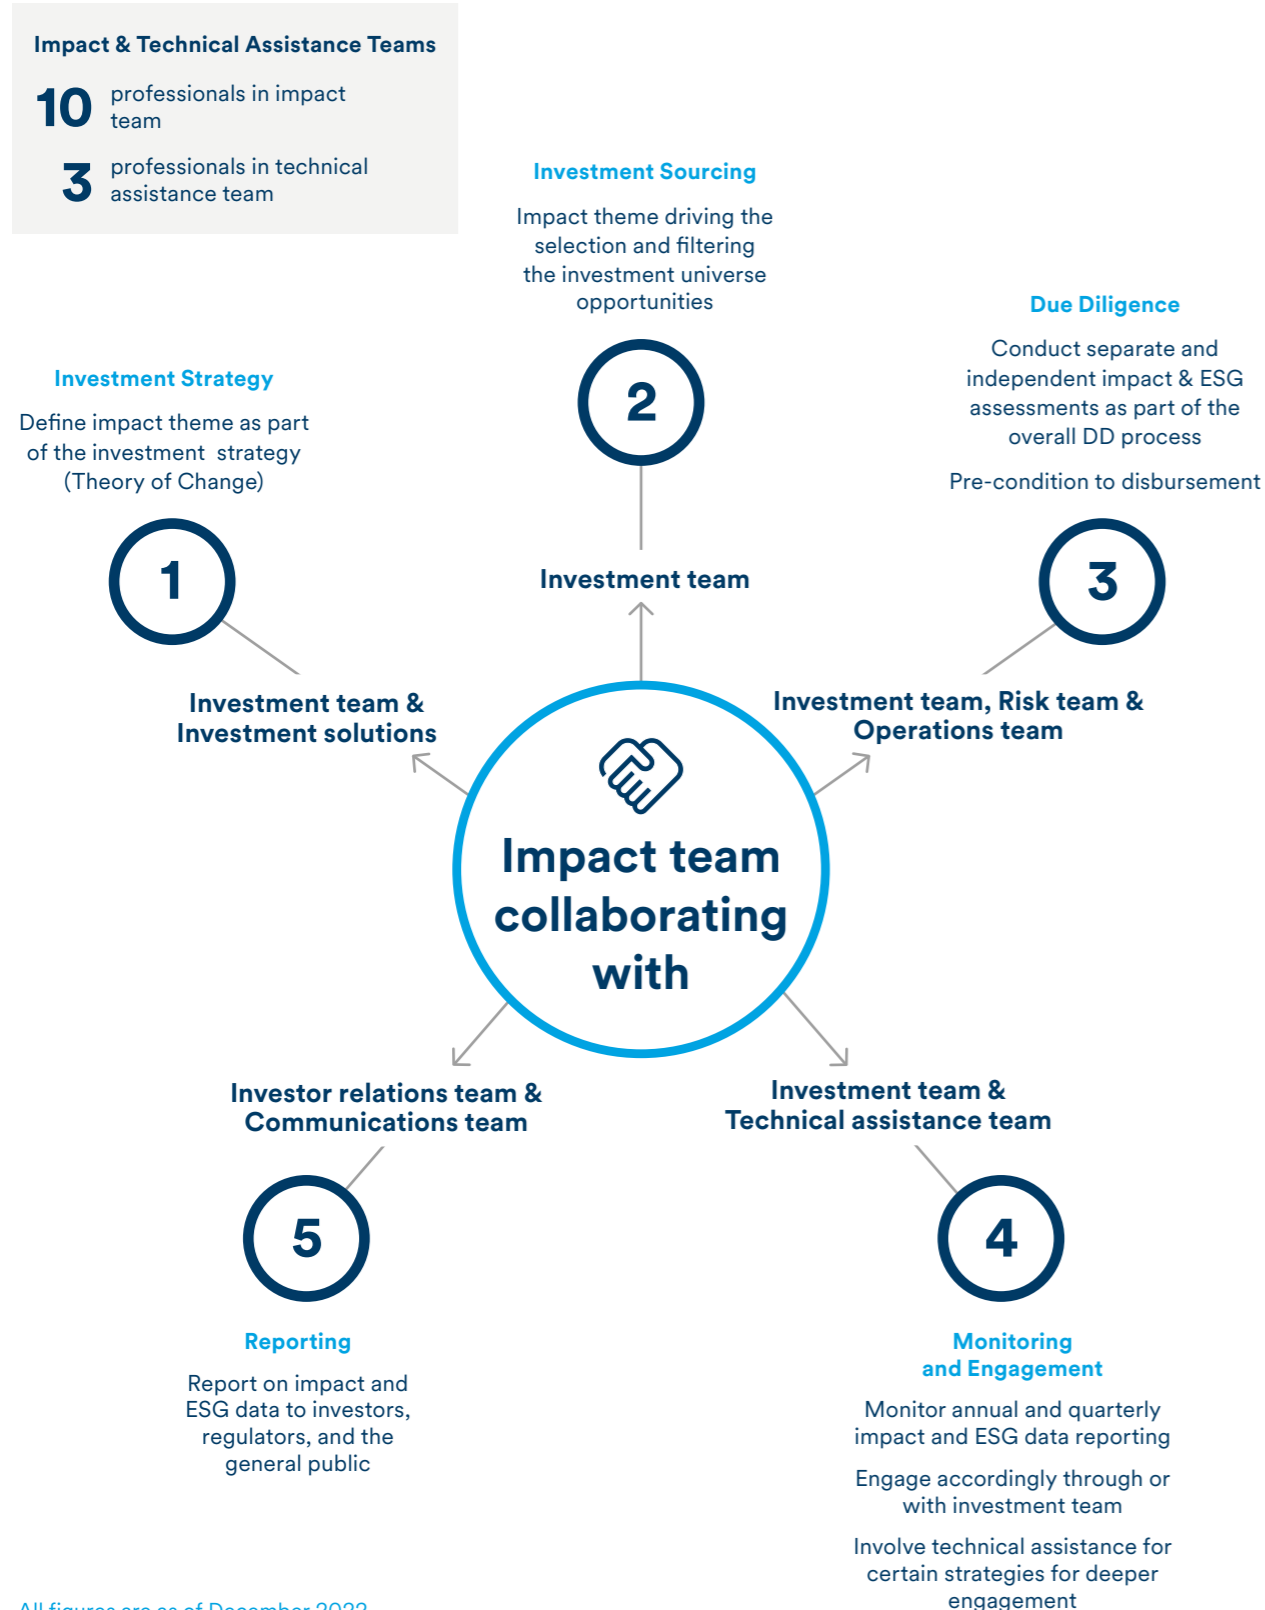 Impact & Technical Assistance Teams
10
professionals in impact
team
3
professionals in technical
assistance team
Investment Strategy
Define impact theme as part
of the investment strategy
(Theory of Change)
1
Investment team &
Investment solutions
Investment Sourcing
Impact theme driving the
selection and filtering
the investment universe
opportunities
2
Investment team
Due Diligence
Conduct separate and
independent impact & ESG
assessments as part of the
overall DD process
Pre-condition to disbursement
3
Investment team, Risk team &
Operations team
Impact team
collaborating
with
Investment team &
Technical assistance team
4
Monitoring
and Engagement
Monitor annual and quarterly
impact and ESG data reporting
Engage accordingly through or
with investment team
Involve technical assistance for
certain strategies for deeper
engagement
Investor relations team &
Communications team
5
Reporting
Report on impact and
ESG data to investors,
regulators, and the
general public
All figures are as of December